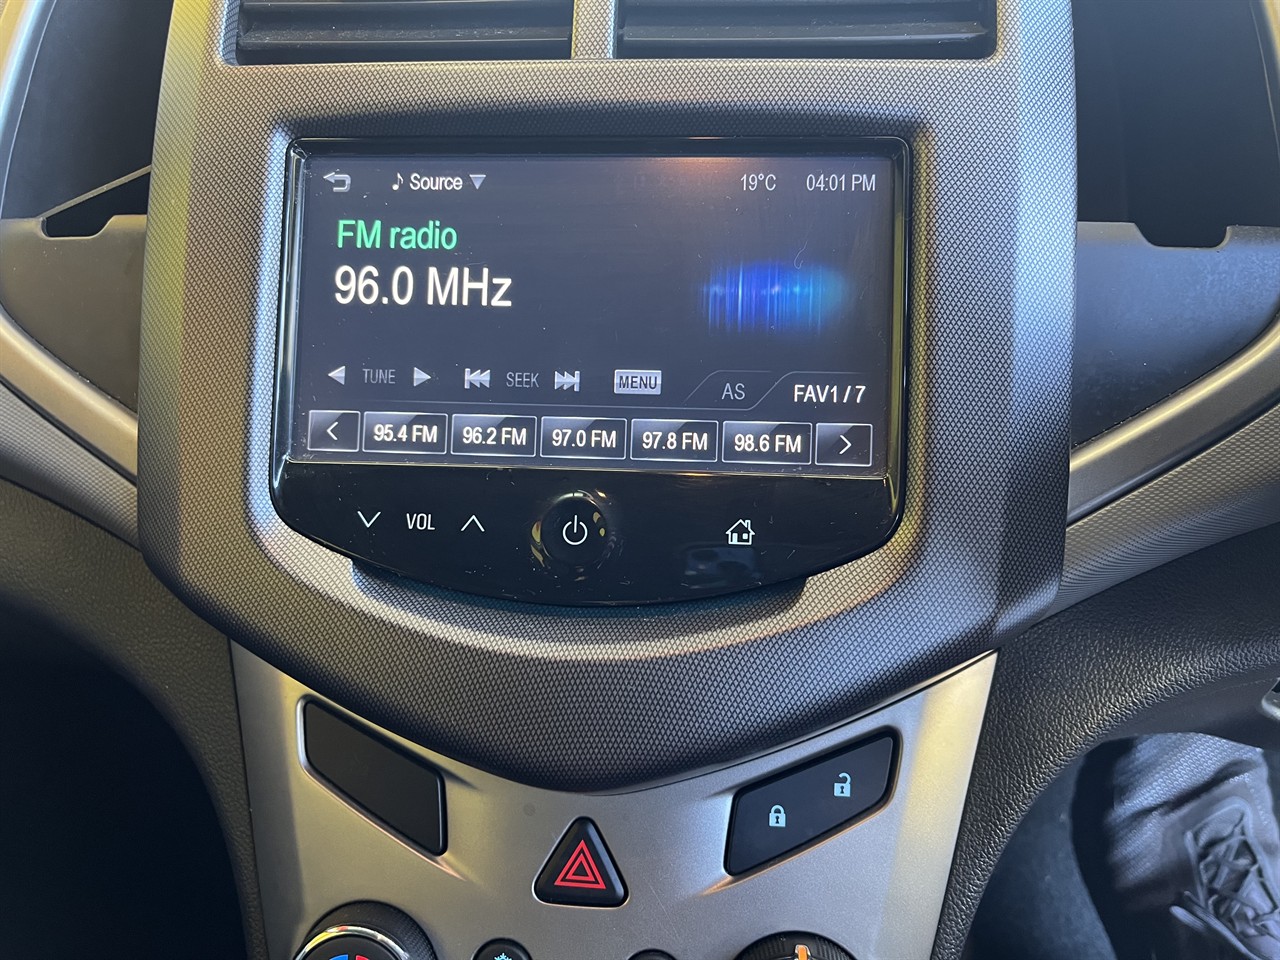 ♪ Source ▼ 19°C 04:01 PM
FM radio
96.0 MHz
TUNE SEEK MENU AS FAV1 / 7
95.4 FM 96.2 FM 97.0 FM 97.8 FM 98.6 FM
VOL